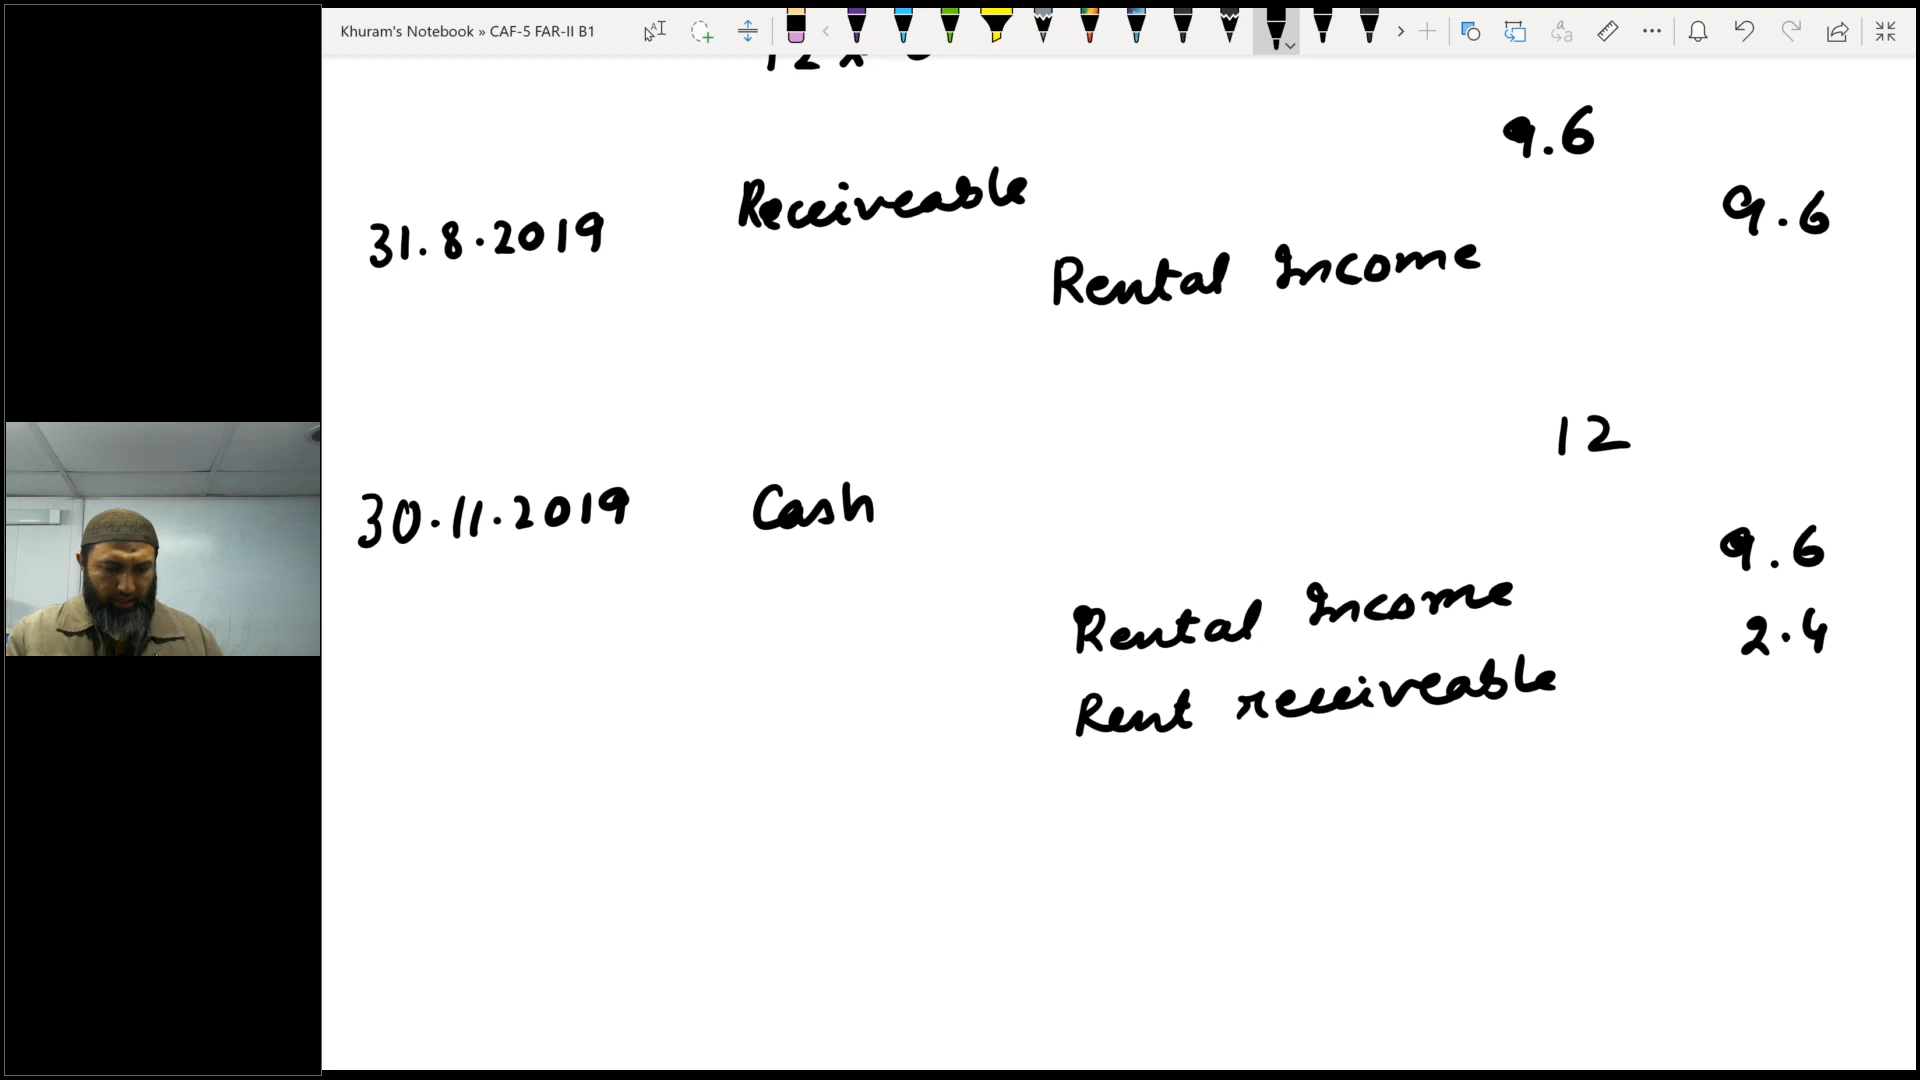 Khuram's Notebook » CAF-5 FAR-II B1
9.6
31.8.2019 Receiveable
9.6
Rental Income
12
30.11.2019 Cash
9.6
Rental Income
2.4
Rent receiveable